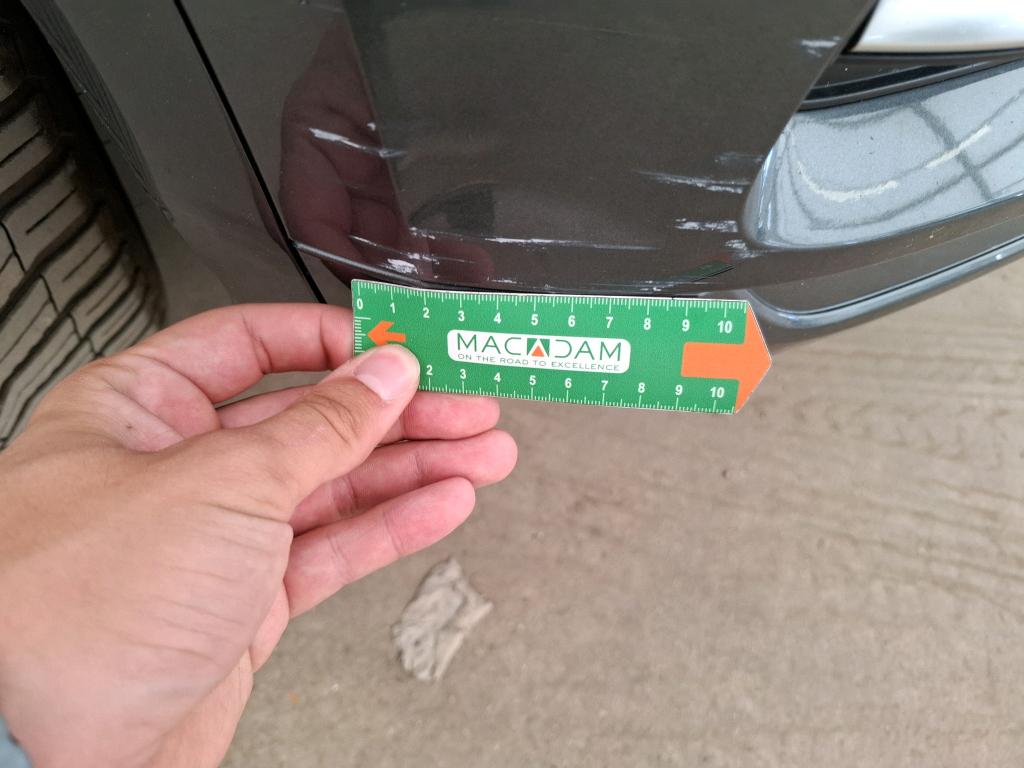 0 1 2 3 4 5 6 7 8 9 10
MACADAM
ON THE ROAD TO EXCELLENCE
2 3 4 5 6 7 8 9 10